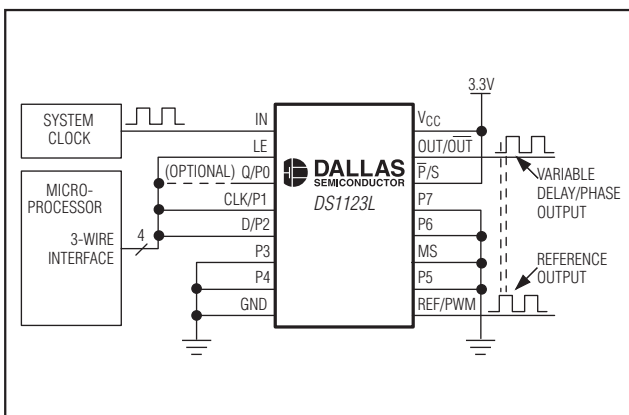 SYSTEM
CLOCK
MICRO-
PROCESSOR
3-WIRE
INTERFACE
4
(OPTIONAL)
IN
LE
Q/P0
CLK/P1
D/P2
P3
P4
GND
DALLAS
SEMICONDUCTOR
DS1123L
3.3V
VCC
OUT/O̅U̅T̅
P̅/S
P7
P6
MS
P5
REF/PWM
VARIABLE
DELAY/PHASE
OUTPUT
REFERENCE
OUTPUT